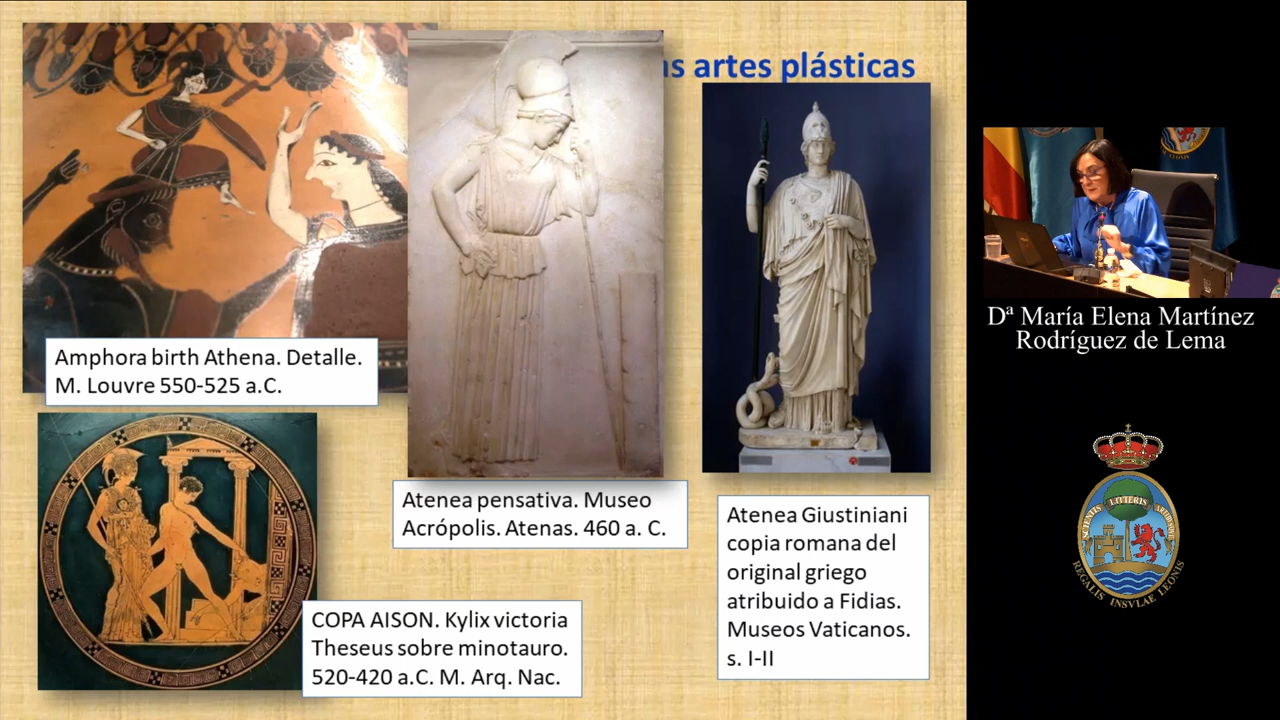 as artes plásticas
Amphora birth Athena. Detalle.
M. Louvre 550-525 a.C.
Atenea pensativa. Museo
Acrópolis. Atenas. 460 a. C.
Atenea Giustiniani
copia romana del
original griego
atribuido a Fidias.
Museos Vaticanos.
s. I-II
COPA AISON. Kylix victoria
Theseus sobre minotauro.
520-420 a.C. M. Arq. Nac.
Dª María Elena Martínez
Rodríguez de Lema
SCIENTIIS LITTERIS ARTIBVSQVE
REGALIS INSVLAE LEONIS